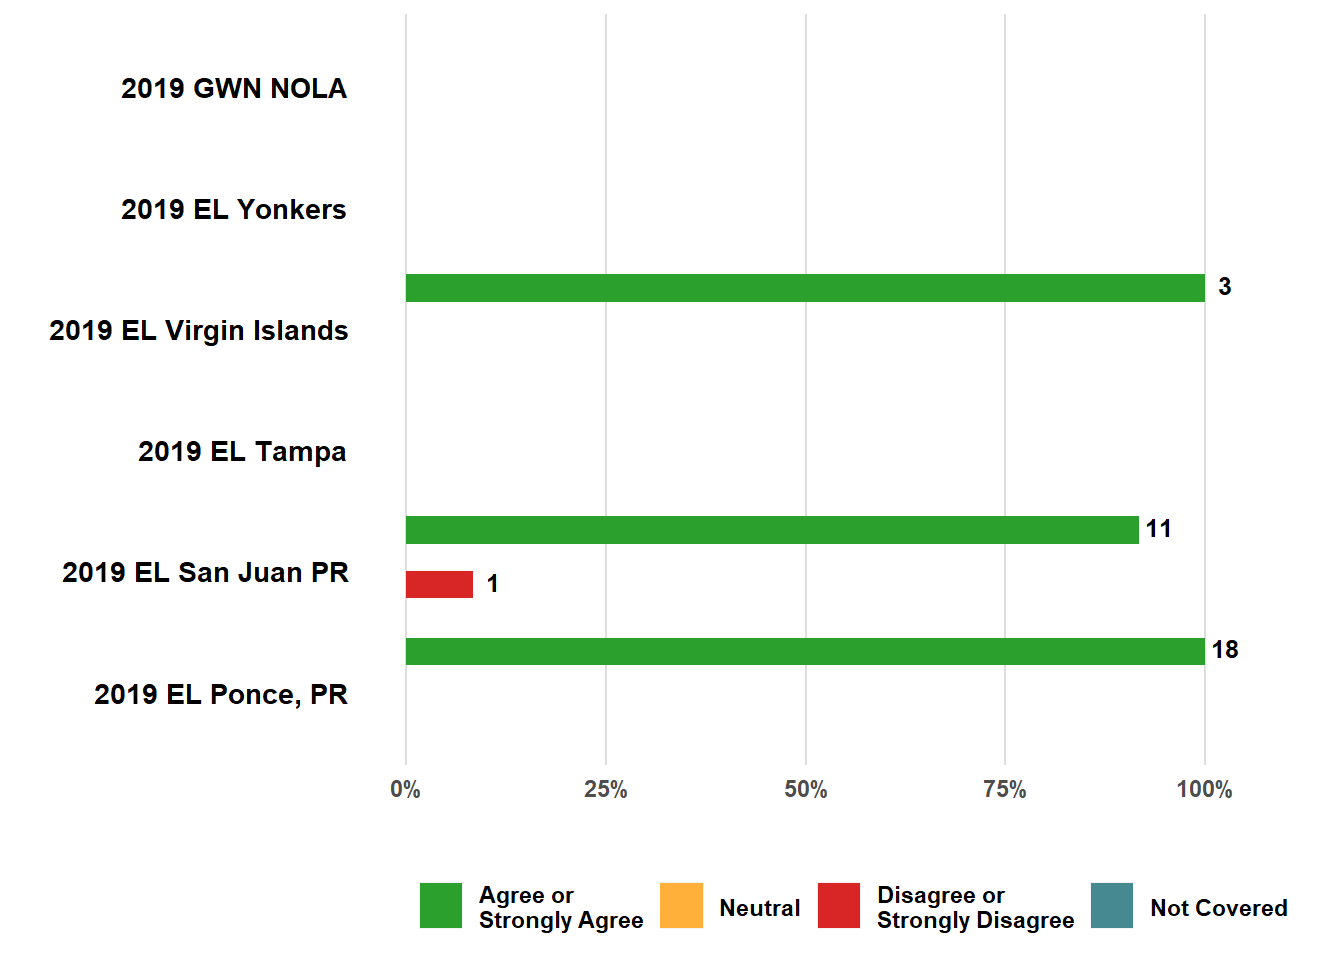 2019 GWN NOLA
2019 EL Yonkers
3
2019 EL Virgin Islands
2019 EL Tampa
11
2019 EL San Juan PR
1
18
2019 EL Ponce, PR
0%
25%
50%
75%
100%
Agree or
Strongly Agree
Neutral
Disagree or
Strongly Disagree
Not Covered